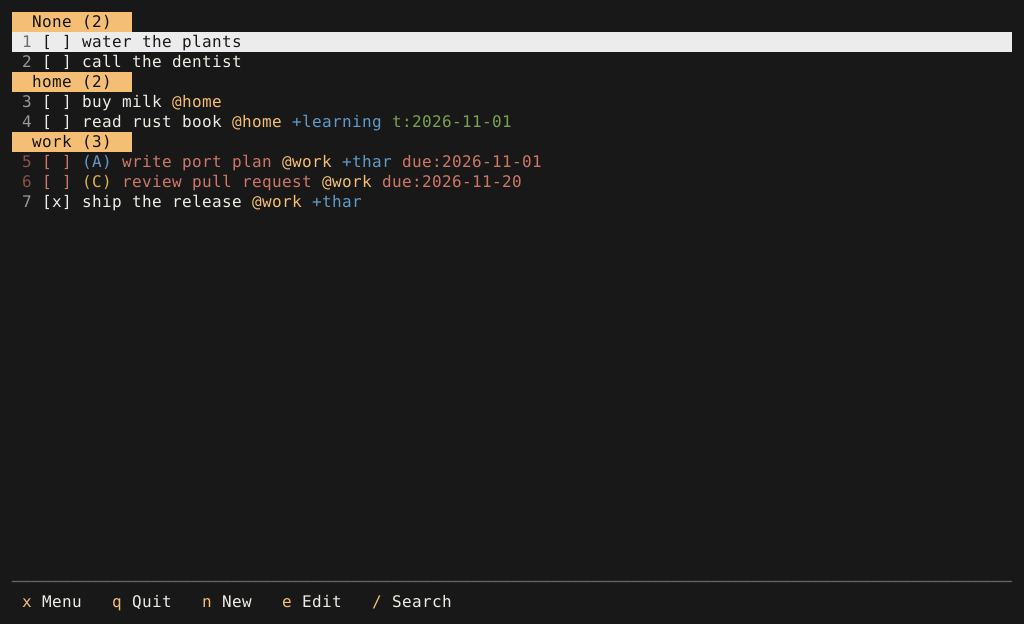 None (2)
1 [ ] water the plants
2 [ ] call the dentist
home (2)
3 [ ] buy milk @home
4 [ ] read rust book @home +learning t:2026-11-01
work (3)
5 [ ] (A) write port plan @work +thar due:2026-11-01
6 [ ] (C) review pull request @work due:2026-11-20
7 [x] ship the release @work +thar
x Menu   q Quit   n New   e Edit   / Search